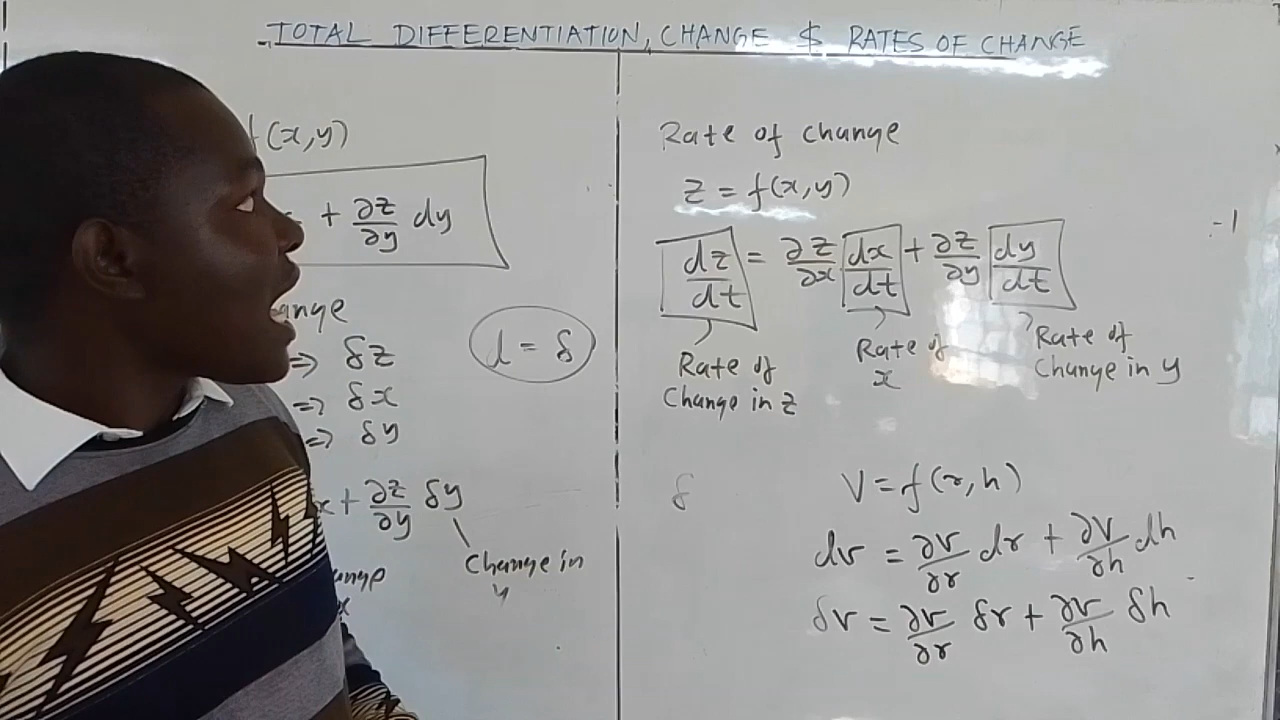 TOTAL DIFFERENTIATION, CHANGE $ RATES OF CHANGE
f(x,y)
+ ∂z/∂y dy
ange
=> δz
=> δx
=> δy
d = δ
x + ∂z/∂y δy
Change in
y
ange
x
Rate of change
z = f(x,y)
dz/dt = ∂z/∂x dx/dt + ∂z/∂y dy/dt
Rate of
Change in z
Rate of
x
Rate of
Change in y
-1
δ
V = f(r,h)
dv = ∂v/∂r dr + ∂v/∂h dh
δv = ∂v/∂r δr + ∂v/∂h δh